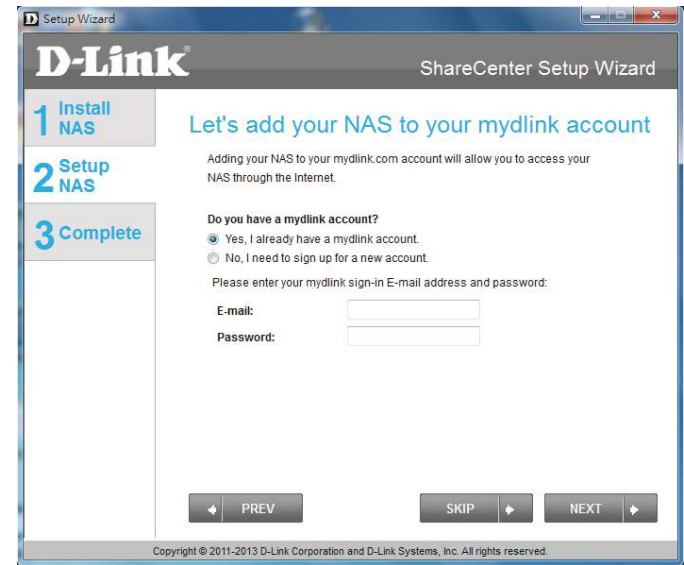 Setup Wizard
D-Link®
ShareCenter Setup Wizard
1 Install NAS
2 Setup NAS
3 Complete
Let's add your NAS to your mydlink account
Adding your NAS to your mydlink.com account will allow you to access your
NAS through the Internet.
Do you have a mydlink account?
Yes, I already have a mydlink account.
No, I need to sign up for a new account.
Please enter your mydlink sign-in E-mail address and password:
E-mail:
Password:
PREV
SKIP
NEXT
Copyright © 2011-2013 D-Link Corporation and D-Link Systems, Inc. All rights reserved.